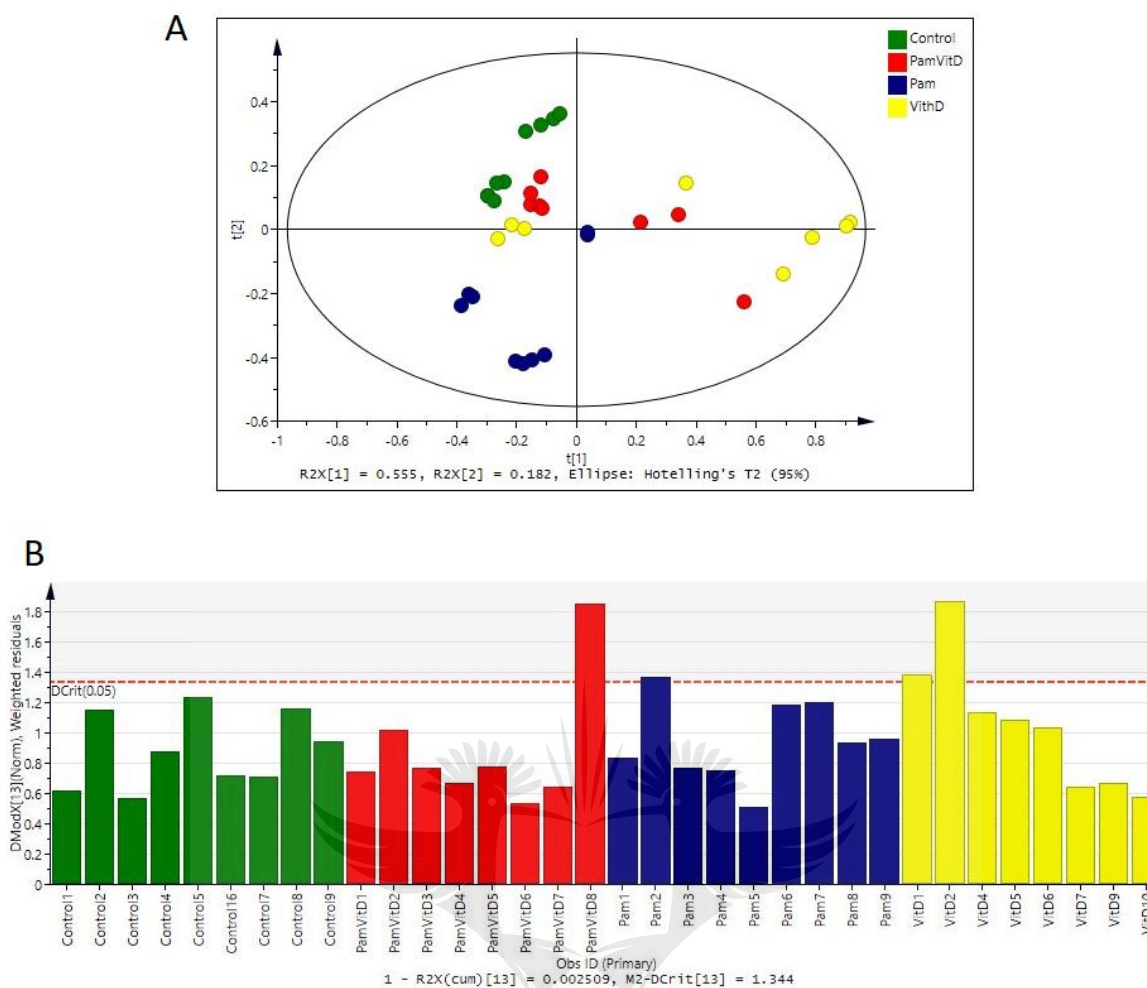 A
Control
PamVitD
Pam
VithD
0.4
0.2
0
-0.2
-0.4
-0.6
t[2]
-1 -0.8 -0.6 -0.4 -0.2 0 0.2 0.4 0.6 0.8
t[1]
R2X[1] = 0.555, R2X[2] = 0.182, Ellipse: Hotelling's T2 (95%)
B
DModX[13](Norm), Weighted residuals
1.8
1.6
1.4
1.2
1
0.8
0.6
0.4
0.2
0
DCrit(0.05)
Control1 Control2 Control3 Control4 Control5 Control16 Control7 Control8 Control9 PamVitD1 PamVitD2 PamVitD3 PamVitD4 PamVitD5 PamVitD6 PamVitD7 PamVitD8 Pam1 Pam2 Pam3 Pam4 Pam5 Pam6 Pam7 Pam8 Pam9 VitD1 VitD2 VitD4 VitD5 VitD6 VitD7 VitD9 VitD10
Obs ID (Primary)
1 - R2X(cum)[13] = 0.002509, M2-DCrit[13] = 1.344